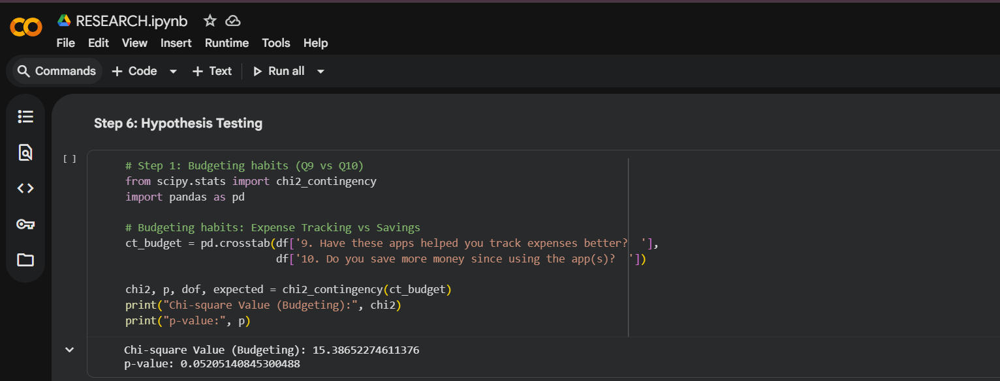 RESEARCH.ipynb
File Edit View Insert Runtime Tools Help
Commands + Code + Text Run all
Step 6: Hypothesis Testing
[ ]
# Step 1: Budgeting habits (Q9 vs Q10)
from scipy.stats import chi2_contingency
import pandas as pd
# Budgeting habits: Expense Tracking vs Savings
ct_budget = pd.crosstab(df['9. Have these apps helped you track expenses better?  '],
df['10. Do you save more money since using the app(s)?  '])
chi2, p, dof, expected = chi2_contingency(ct_budget)
print("Chi-square Value (Budgeting):", chi2)
print("p-value:", p)
Chi-square Value (Budgeting): 15.38652274611376
p-value: 0.05205140845300488